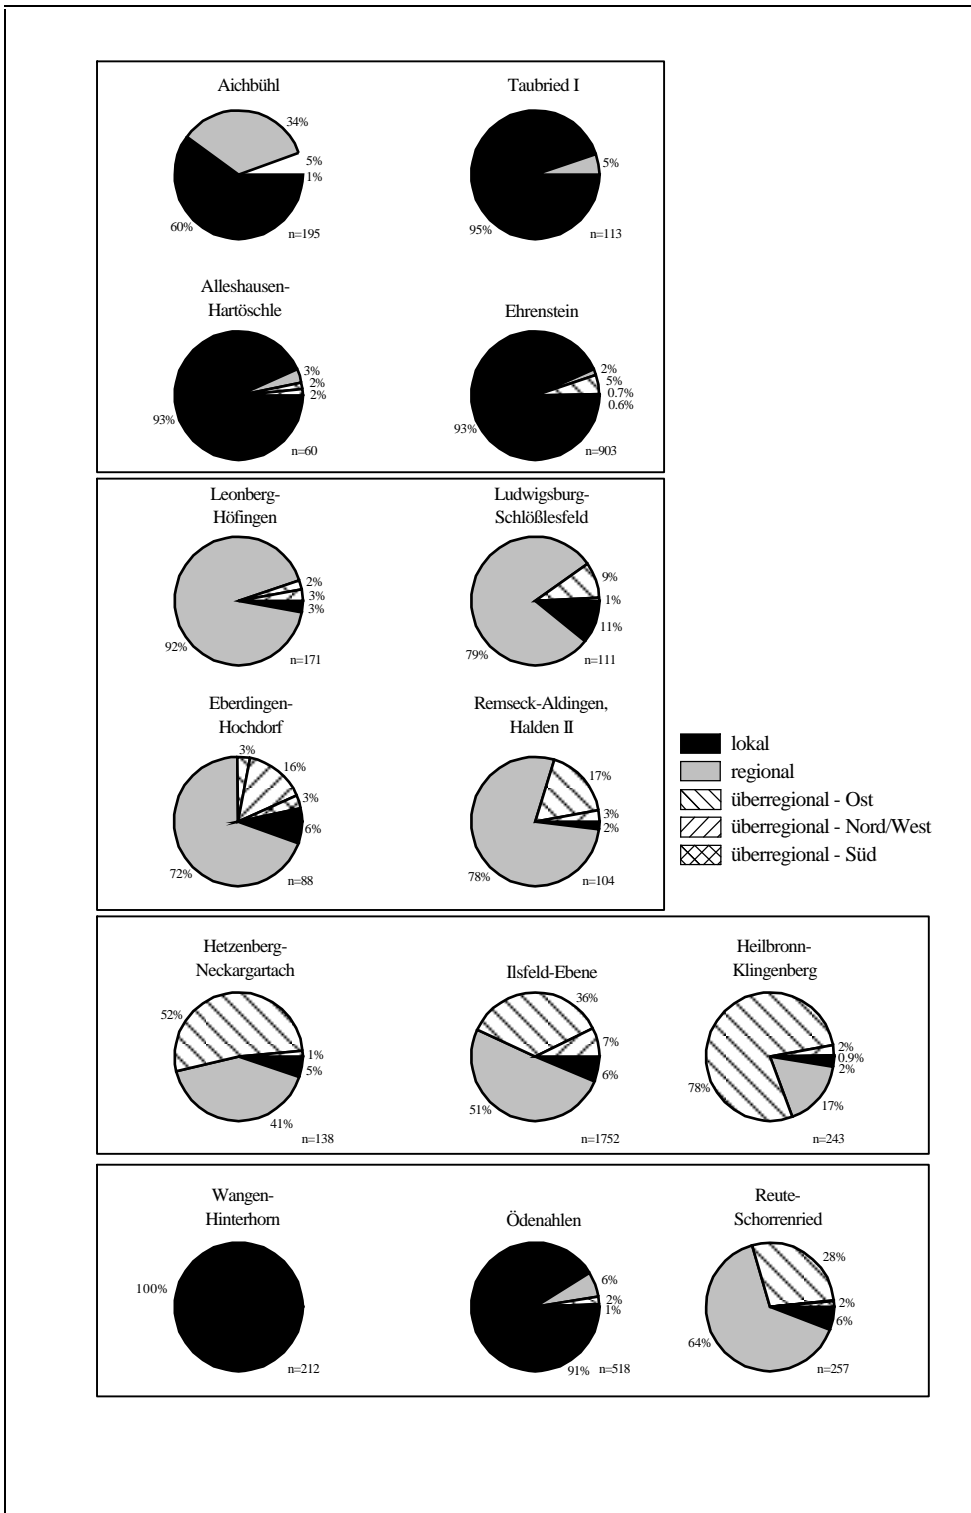 Aichbühl
34%
5%
1%
60%
n=195
Taubried I
5%
95%
n=113
Alleshausen-
Hartöschle
3%
2%
2%
93%
n=60
Ehrenstein
2%
5%
0.7%
0.6%
93%
n=903
Leonberg-
Höfingen
2%
3%
3%
92%
n=171
Ludwigsburg-
Schlößlesfeld
9%
1%
11%
79%
n=111
Eberdingen-
Hochdorf
3%
16%
3%
6%
72%
n=88
Remseck-Aldingen,
Halden II
17%
3%
2%
78%
n=104
lokal
regional
überregional - Ost
überregional - Nord/West
überregional - Süd
Hetzenberg-
Neckargartach
52%
1%
5%
41%
n=138
Ilsfeld-Ebene
36%
7%
6%
51%
n=1752
Heilbronn-
Klingenberg
2%
0.9%
2%
78%
17%
n=243
Wangen-
Hinterhorn
100%
n=212
Ödenahlen
6%
2%
1%
91%
n=518
Reute-
Schorrenried
28%
2%
6%
64%
n=257